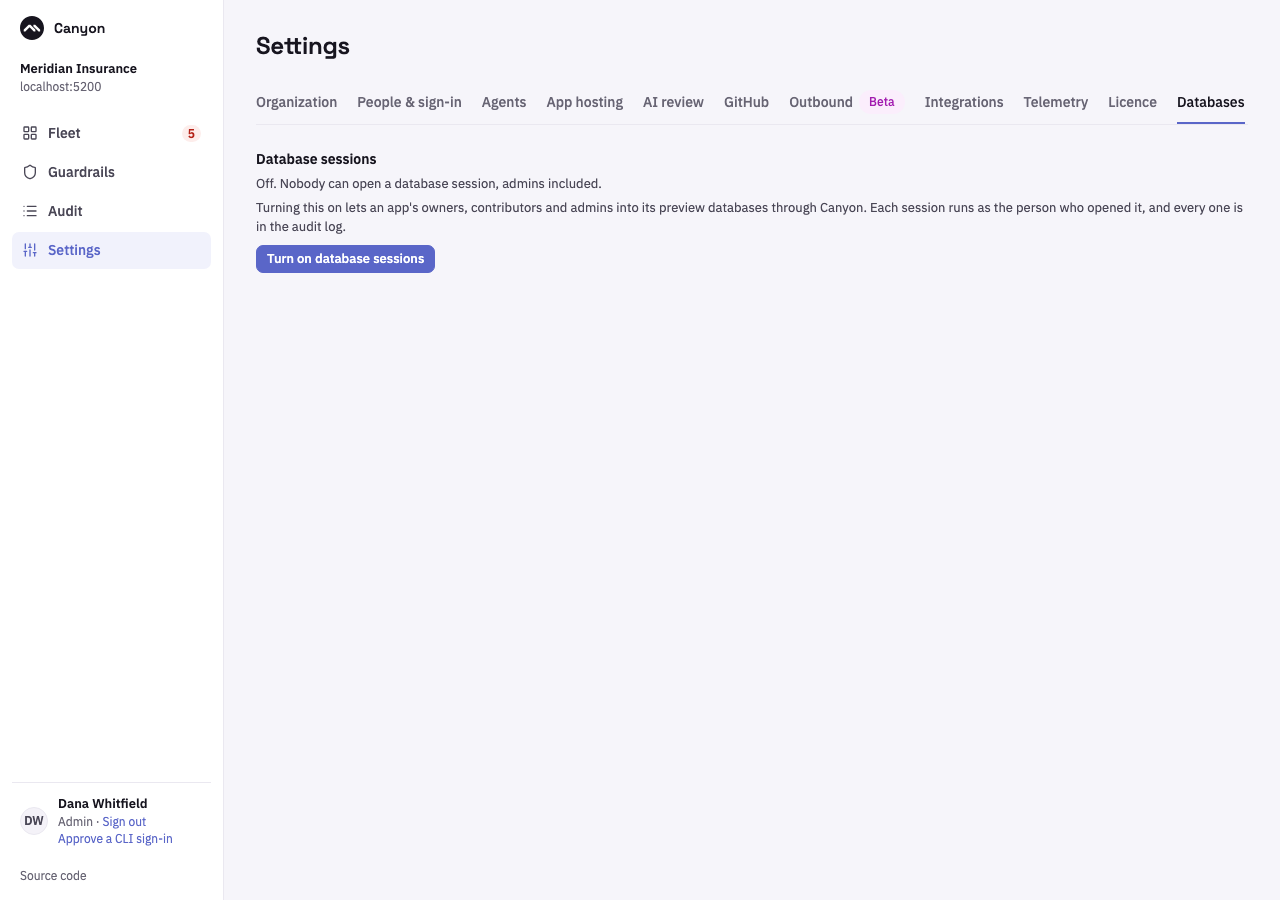 Canyon
Meridian Insurance
localhost:5200
Fleet 5
Guardrails
Audit
Settings
Dana Whitfield
DW
Admin · Sign out
Approve a CLI sign-in
Source code
Settings
Organization People & sign-in Agents App hosting AI review GitHub Outbound Beta Integrations Telemetry Licence Databases
Database sessions
Off. Nobody can open a database session, admins included.
Turning this on lets an app's owners, contributors and admins into its preview databases through Canyon. Each session runs as the person who opened it, and every one is
in the audit log.
Turn on database sessions